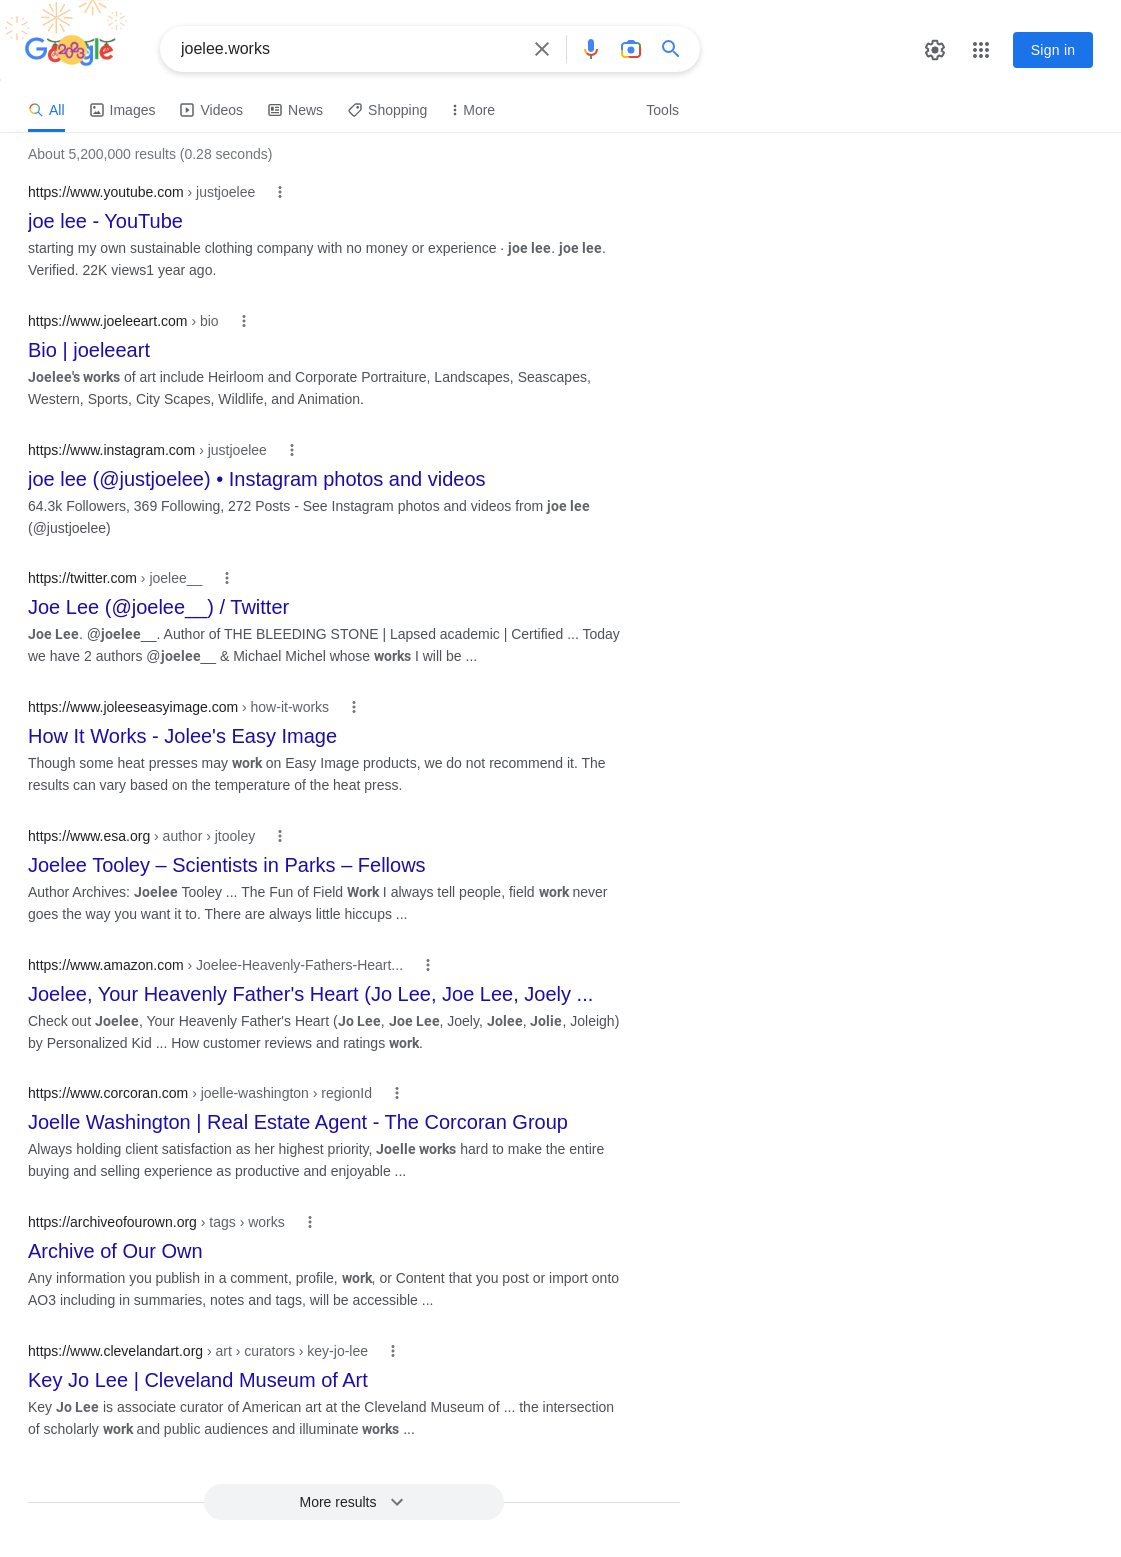 Google
joelee.works
Sign in
All
Images
Videos
News
Shopping
More
Tools
About 5,200,000 results (0.28 seconds)
https://www.youtube.com › justjoelee
joe lee - YouTube
starting my own sustainable clothing company with no money or experience · joe lee. joe lee.
Verified. 22K views1 year ago.
https://www.joeleeart.com › bio
Bio | joeleeart
Joelee's works of art include Heirloom and Corporate Portraiture, Landscapes, Seascapes,
Western, Sports, City Scapes, Wildlife, and Animation.
https://www.instagram.com › justjoelee
joe lee (@justjoelee) • Instagram photos and videos
64.3k Followers, 369 Following, 272 Posts - See Instagram photos and videos from joe lee
(@justjoelee)
https://twitter.com › joelee__
Joe Lee (@joelee__) / Twitter
Joe Lee. @joelee__. Author of THE BLEEDING STONE | Lapsed academic | Certified ... Today
we have 2 authors @joelee__ & Michael Michel whose works I will be ...
https://www.joleeseasyimage.com › how-it-works
How It Works - Jolee's Easy Image
Though some heat presses may work on Easy Image products, we do not recommend it. The
results can vary based on the temperature of the heat press.
https://www.esa.org › author › jtooley
Joelee Tooley – Scientists in Parks – Fellows
Author Archives: Joelee Tooley ... The Fun of Field Work I always tell people, field work never
goes the way you want it to. There are always little hiccups ...
https://www.amazon.com › Joelee-Heavenly-Fathers-Heart...
Joelee, Your Heavenly Father's Heart (Jo Lee, Joe Lee, Joely ...
Check out Joelee, Your Heavenly Father's Heart (Jo Lee, Joe Lee, Joely, Jolee, Jolie, Joleigh)
by Personalized Kid ... How customer reviews and ratings work.
https://www.corcoran.com › joelle-washington › regionId
Joelle Washington | Real Estate Agent - The Corcoran Group
Always holding client satisfaction as her highest priority, Joelle works hard to make the entire
buying and selling experience as productive and enjoyable ...
https://archiveofourown.org › tags › works
Archive of Our Own
Any information you publish in a comment, profile, work, or Content that you post or import onto
AO3 including in summaries, notes and tags, will be accessible ...
https://www.clevelandart.org › art › curators › key-jo-lee
Key Jo Lee | Cleveland Museum of Art
Key Jo Lee is associate curator of American art at the Cleveland Museum of ... the intersection
of scholarly work and public audiences and illuminate works ...
More results